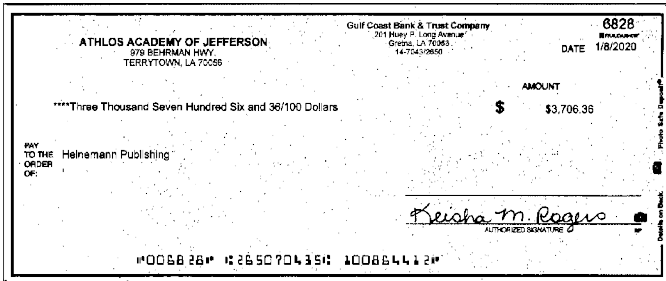 6828
Gulf Coast Bank & Trust Company
201 Huey P. Long Avenue
Gretna, LA 70053
14-7043/2650
ATHLOS ACADEMY OF JEFFERSON
979 BEHRMAN HWY.
TERRYTOWN, LA 70056
DATE 1/8/2020
AMOUNT
****Three Thousand Seven Hundred Six and 36/100 Dollars
$ $3,706.36
PAY
TO THE
ORDER
OF:
Heinemann Publishing
Keisha M. Rogers
AUTHORIZED SIGNATURE
Photo Safe Deposit®
Details on Back.
⑈006828⑈ ⑆265070435⑆ 100864412⑈